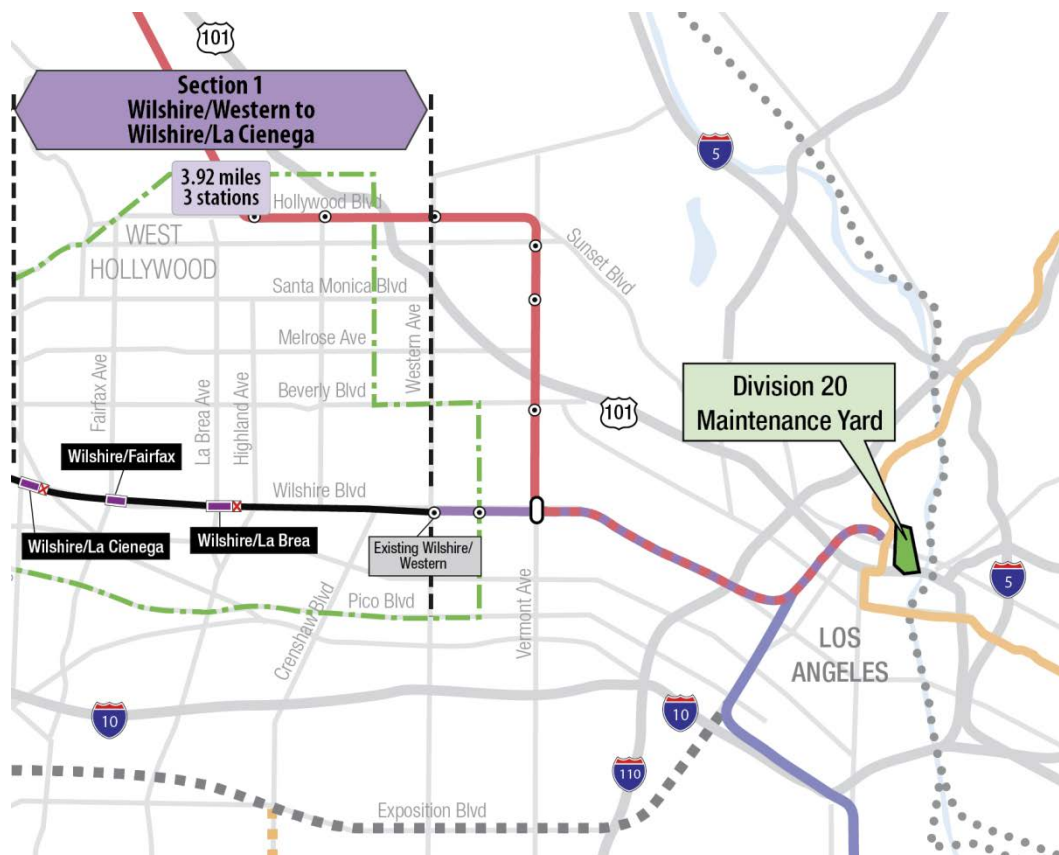 101
Section 1
Wilshire/Western to
Wilshire/La Cienega
3.92 miles
3 stations
5
Hollywood Blvd
WEST
HOLLYWOOD
Sunset Blvd
Santa Monica Blvd
Western Ave
Melrose Ave
Fairfax Ave
La Brea Ave
Highland Ave
Beverly Blvd
101
Division 20
Maintenance Yard
Wilshire/Fairfax
Wilshire Blvd
Wilshire/La Cienega
Wilshire/La Brea
Existing Wilshire/
Western
5
Pico Blvd
Crenshaw Blvd
Vermont Ave
LOS
ANGELES
10
10
110
Exposition Blvd